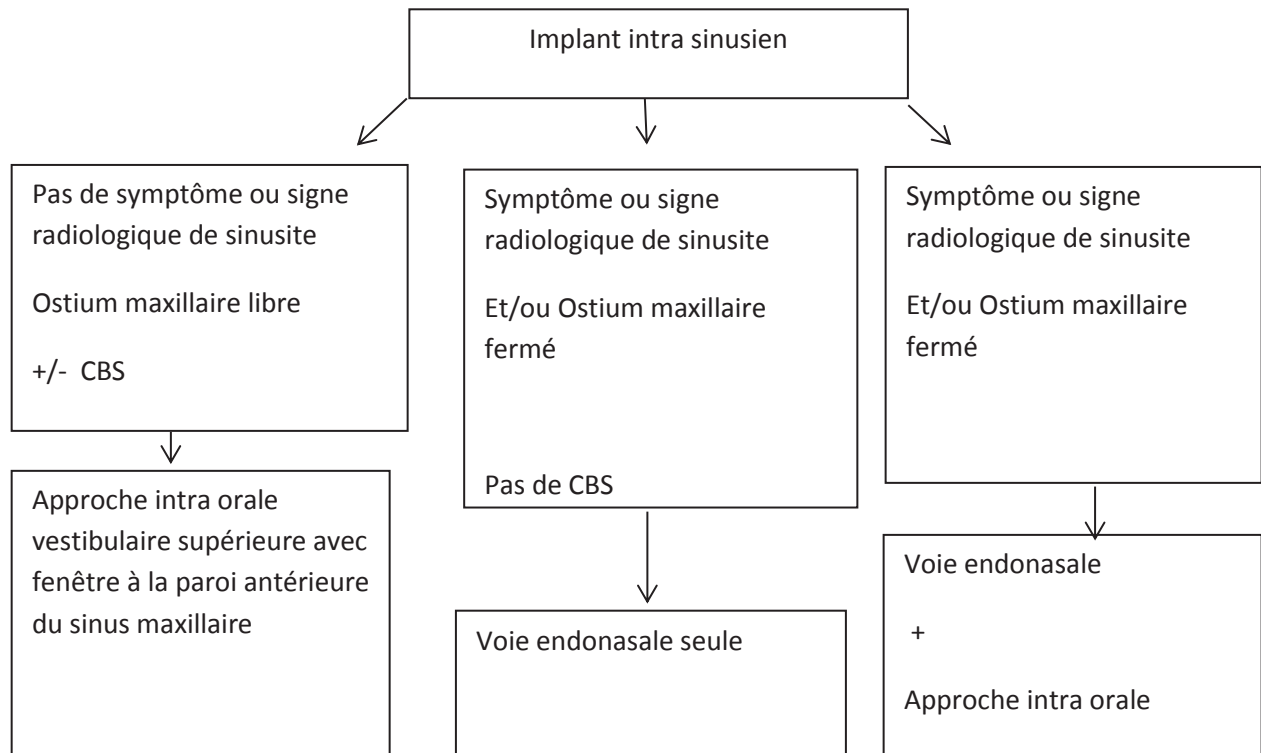 Implant intra sinusien
Pas de symptôme ou signe
radiologique de sinusite
Ostium maxillaire libre
+/- CBS
Symptôme ou signe
radiologique de sinusite
Et/ou Ostium maxillaire
fermé
Pas de CBS
Symptôme ou signe
radiologique de sinusite
Et/ou Ostium maxillaire
fermé
Approche intra orale
vestibulaire supérieure avec
fenêtre à la paroi antérieure
du sinus maxillaire
Voie endonasale seule
Voie endonasale
+
Approche intra orale